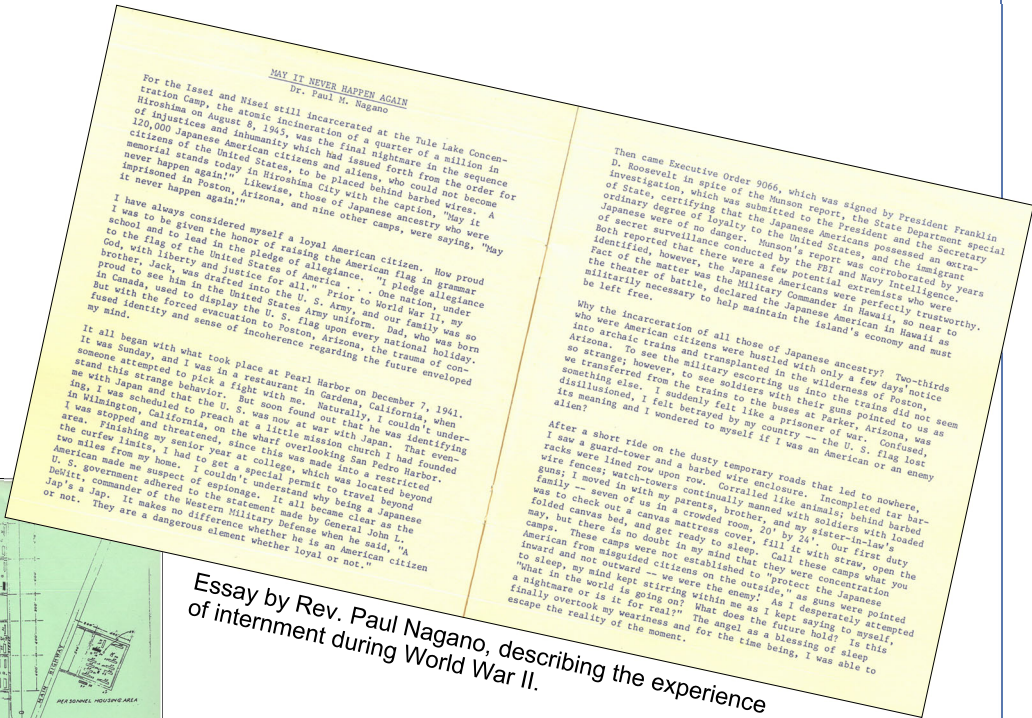 MAY IT NEVER HAPPEN AGAIN
Dr. Paul M. Nagano
For the Issei and Nisei still incarcerated at the Tule Lake Concen-
tration Camp, the atomic incineration of a quarter of a million in
Hiroshima on August 8, 1945, was the final nightmare in the sequence
of injustices and inhumanity which had issued forth from the order for
120,000 Japanese American citizens and aliens, who could not become
citizens of the United States, to be placed behind barbed wires. A
memorial stands today in Hiroshima City with the caption, "May it
never happen again!" Likewise, those of Japanese ancestry who were
imprisoned in Poston, Arizona, and nine other camps, were saying, "May
it never happen again!"
I have always considered myself a loyal American citizen. How proud
I was to be given the honor of raising the American flag in grammar
school and to lead in the pledge of allegiance. "I pledge allegiance
to the flag of the United States of America . . . . One nation, under
God, with liberty and justice for all." Prior to World War II, my
brother, Jack, was drafted into the U. S. Army, and our family was so
proud to see him in the United States Army uniform. Dad, who was born
in Canada, used to display the U. S. flag upon every national holiday.
But with the forced evacuation to Poston, Arizona, the trauma of con-
fused identity and sense of incoherence regarding the future enveloped
my mind.
It all began with what took place at Pearl Harbor on December 7, 1941.
It was Sunday, and I was in a restaurant in Gardena, California, when
someone attempted to pick a fight with me. Naturally, I couldn't under-
stand this strange behavior. But soon found out that he was identifying
me with Japan and that the U. S. was now at war with Japan. That even-
ing, I was scheduled to preach at a little mission church I had founded
in Wilmington, California, on the wharf overlooking San Pedro Harbor.
I was stopped and threatened, since this was made into a restricted
area. Finishing my senior year at college, which was located beyond
the curfew limits, I had to get a special permit to travel beyond
two miles from my home. I couldn't understand why being a Japanese
American made me suspect of espionage. It all became clear as the
U. S. government adhered to the statement made by General John L.
DeWitt, commander of the Western Military Defense when he said, "A
Jap's a Jap. It makes no difference whether he is an American citizen
or not. They are a dangerous element whether loyal or not."
Then came Executive Order 9066, which was signed by President Franklin
D. Roosevelt in spite of the Munson report, the State Department special
investigation, which was submitted to the President and the Secretary
of State, certifying that the Japanese Americans possessed an extra-
ordinary degree of loyalty to the United States, and the immigrant
Japanese were of no danger. Munson's report was corroborated by years
of secret surveillance conducted by the FBI and Navy Intelligence.
Both reported that there were a few potential extremists who were
identified, however, the Japanese Americans were perfectly trustworthy.
Fact of the matter was the Military Commander in Hawaii, so near to
the theater of battle, declared the Japanese American in Hawaii as
militarily necessary to help maintain the island's economy and must
be left free.
Why the incarceration of all those of Japanese ancestry? Two-thirds
who were American citizens were hustled with only a few days' notice
into archaic trains and transplanted in the wilderness of Poston,
Arizona. To see the military escorting us into the trains did not seem
so strange; however, to see soldiers with their guns pointed to us as
we transferred from the trains to the buses at Parker, Arizona, was
something else. I suddenly felt like a prisoner of war. Confused,
disillusioned, I felt betrayed by my country -- the U. S. flag lost
its meaning and I wondered to myself if I was an American or an enemy
alien?
After a short ride on the dusty temporary roads that led to nowhere,
I saw a guard-tower and a barbed wire enclosure. Incompleted tar bar-
racks were lined row upon row. Corralled like animals; behind barbed
wire fences; watch-towers continually manned with soldiers with loaded
guns; I moved in with my parents, brother, and my sister-in-law's
family -- seven of us in a crowded room, 20' by 24'. Our first duty
was to check out a canvas mattress cover, fill it with straw, open the
folded canvas bed, and get ready to sleep. Call these camps what you
may, but there is no doubt in my mind that they were concentration
camps. These camps were not established to "protect the Japanese
American from misguided citizens on the outside," as guns were pointed
inward and not outward -- we were the enemy! As I desperately attempted
to sleep, my mind kept stirring within me as I kept saying to myself,
"What in the world is going on? What does the future hold? Is this
a nightmare or is it for real?" The angel as a blessing of sleep
finally overtook my weariness and for the time being, I was able to
escape the reality of the moment.
Essay by Rev. Paul Nagano, describing the experience
of internment during World War II.
MAIN HIGHWAY
PERSONNEL HOUSING AREA